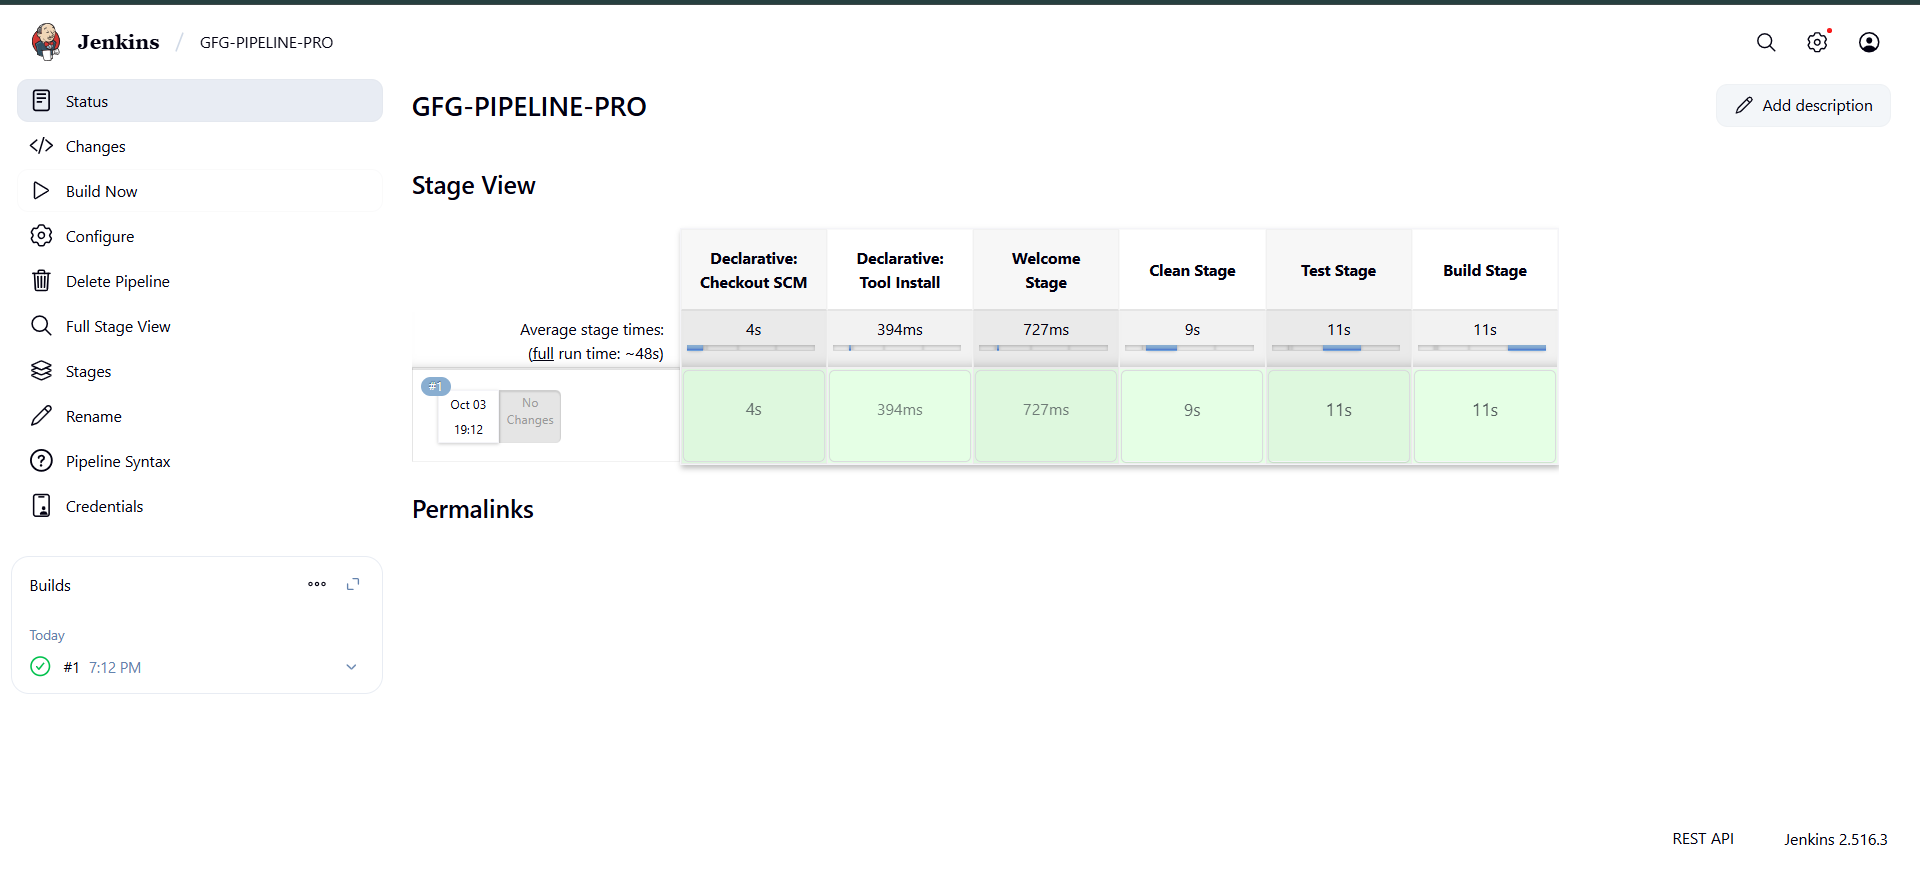 Jenkins / GFG-PIPELINE-PRO
Status
Changes
Build Now
Configure
Delete Pipeline
Full Stage View
Stages
Rename
Pipeline Syntax
Credentials
Builds
Today
#1 7:12 PM
GFG-PIPELINE-PRO
Add description
Stage View
Declarative:
Checkout SCM
Declarative:
Tool Install
Welcome
Stage
Clean Stage
Test Stage
Build Stage
Average stage times:
(full run time: ~48s)
4s
394ms
727ms
9s
11s
11s
#1
Oct 03
19:12
No
Changes
4s
394ms
727ms
9s
11s
11s
Permalinks
REST API
Jenkins 2.516.3